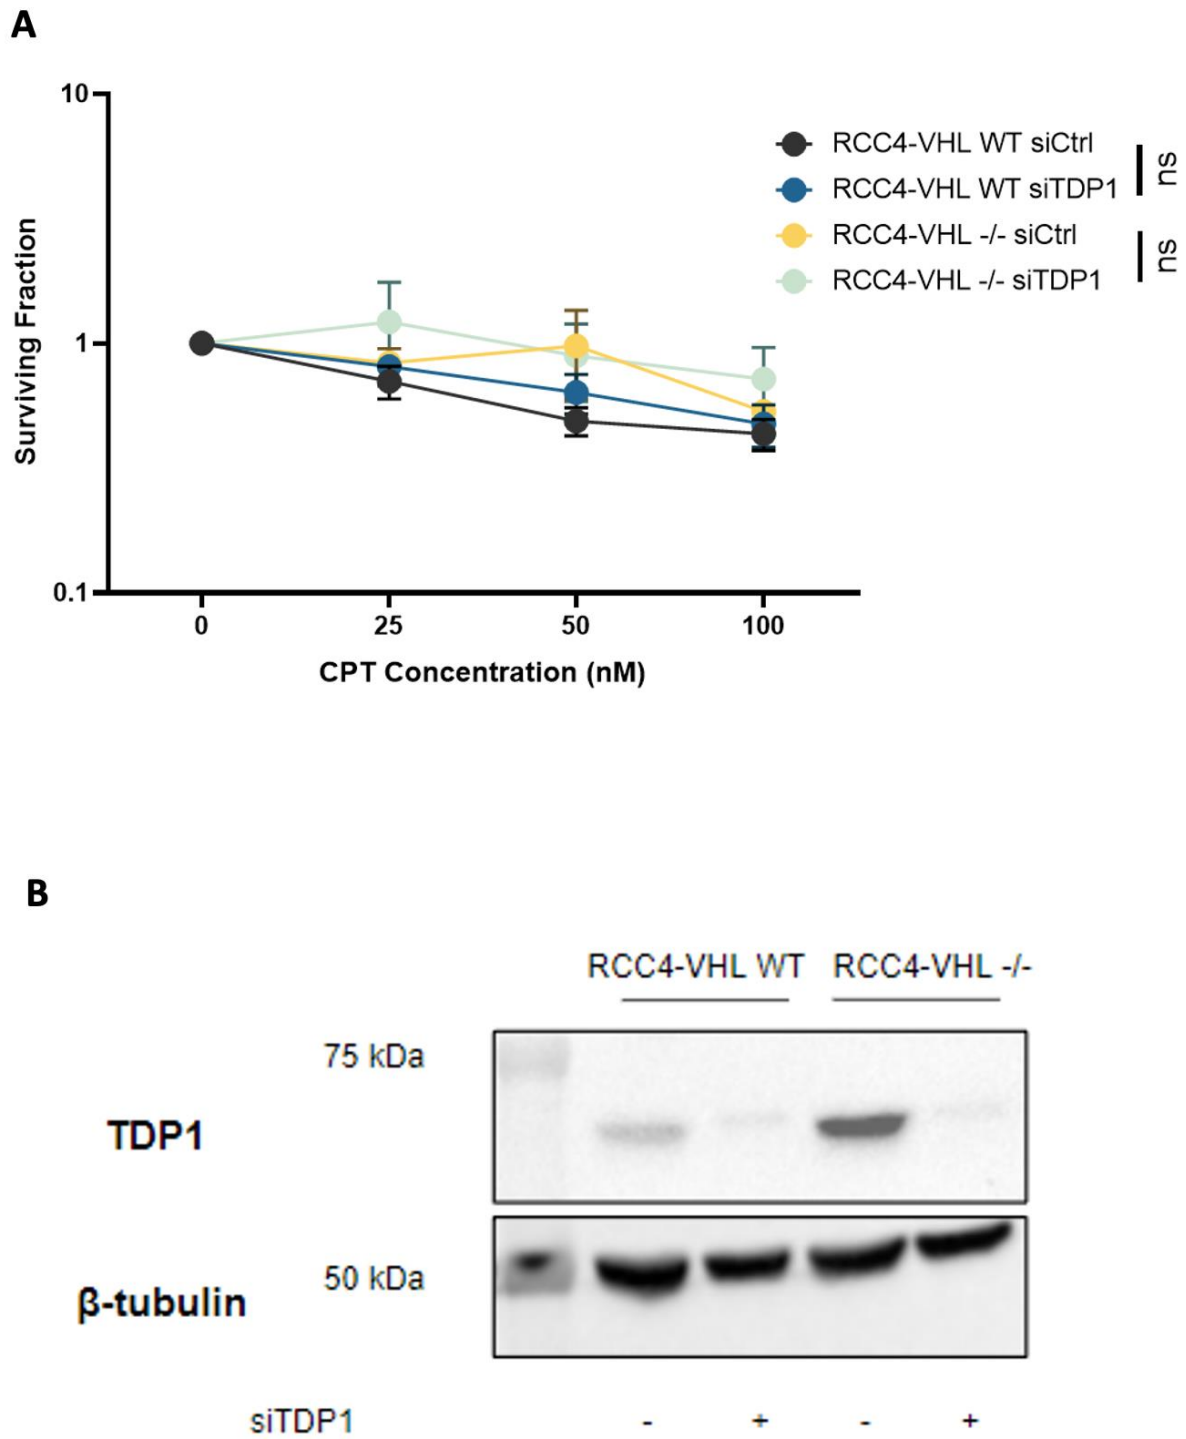 A
10
1
0.1
Surviving Fraction
0
25
50
100
CPT Concentration (nM)
RCC4-VHL WT siCtrl
RCC4-VHL WT siTDP1
RCC4-VHL -/- siCtrl
RCC4-VHL -/- siTDP1
ns
ns
B
RCC4-VHL WT
RCC4-VHL -/-
75 kDa
TDP1
50 kDa
β-tubulin
siTDP1 - + - +